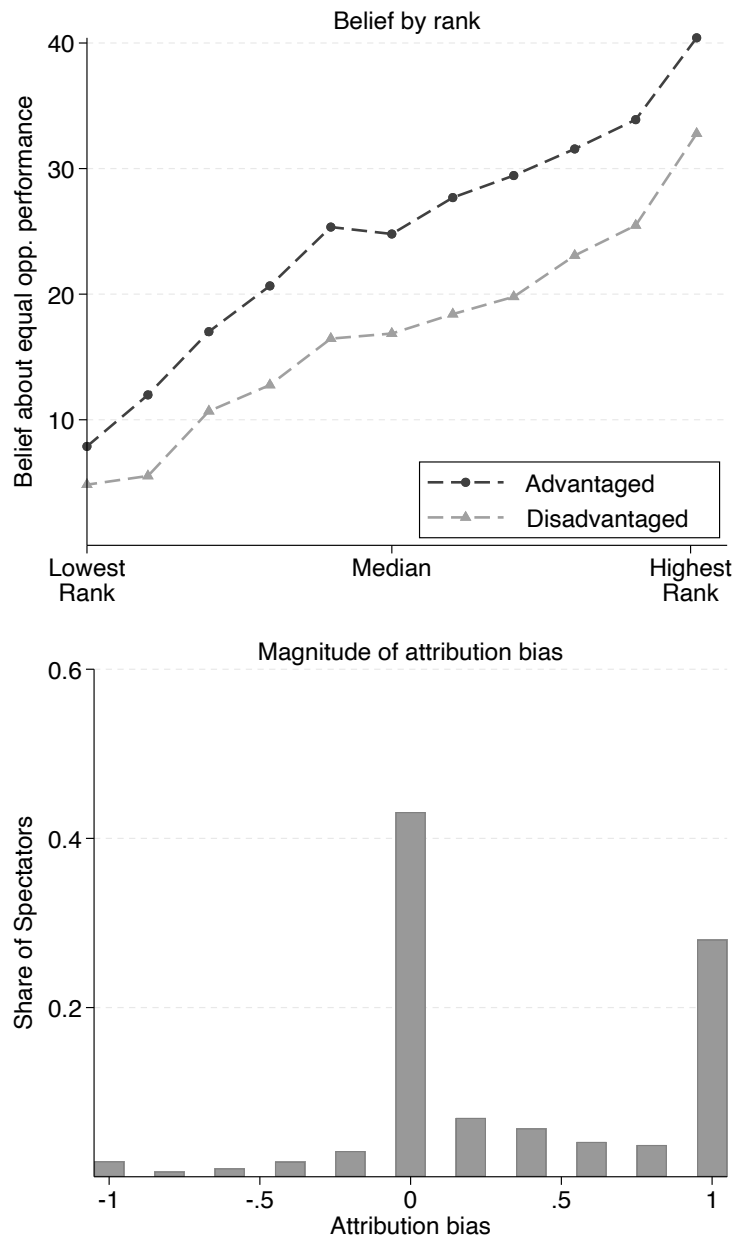 Belief by rank
Belief about equal opp. performance
40
30
20
10
Advantaged
Disadvantaged
Lowest
Rank
Median
Highest
Rank
Magnitude of attribution bias
Share of Spectators
0.6
0.4
0.2
-1
-.5
0
.5
1
Attribution bias